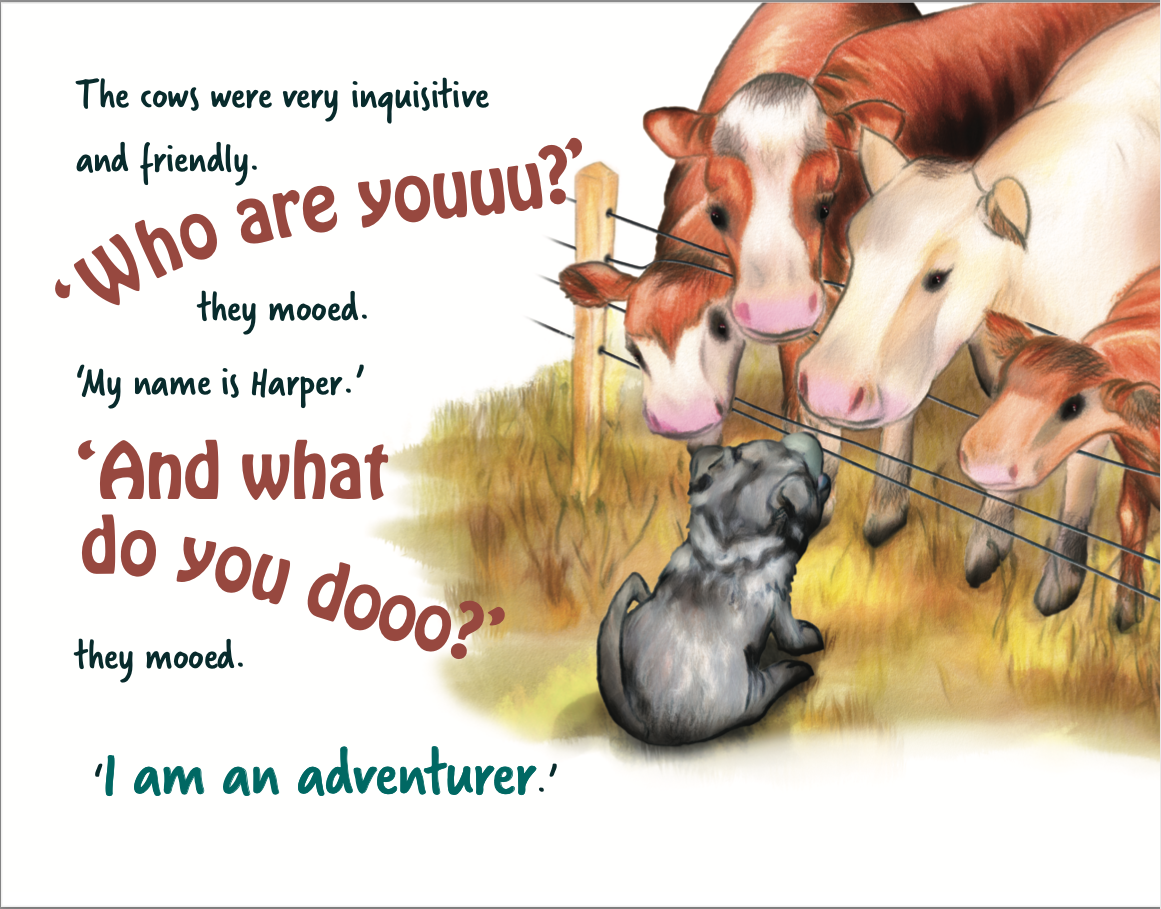 The cows were very inquisitive
and friendly.
‘Who are youuu?’
they mooed.
‘My name is Harper.’
‘And what
do you dooo?’
they mooed.
‘I am an adventurer.’